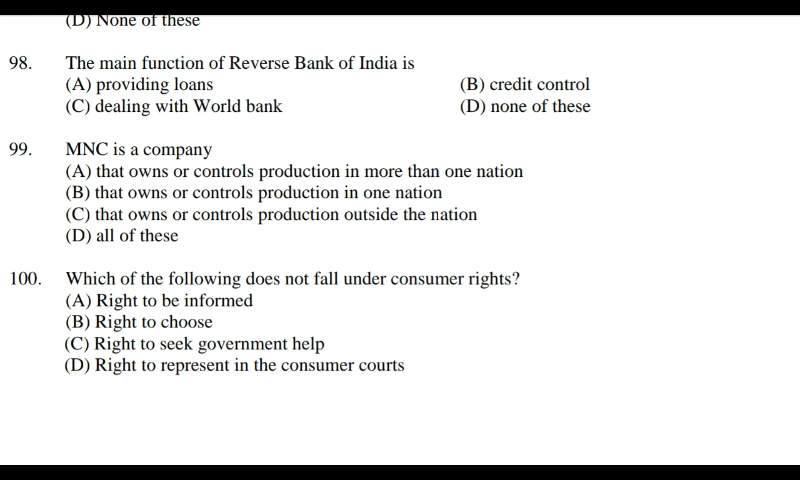 (D) None of these
98. The main function of Reverse Bank of India is
(A) providing loans (B) credit control
(C) dealing with World bank (D) none of these
99. MNC is a company
(A) that owns or controls production in more than one nation
(B) that owns or controls production in one nation
(C) that owns or controls production outside the nation
(D) all of these
100. Which of the following does not fall under consumer rights?
(A) Right to be informed
(B) Right to choose
(C) Right to seek government help
(D) Right to represent in the consumer courts